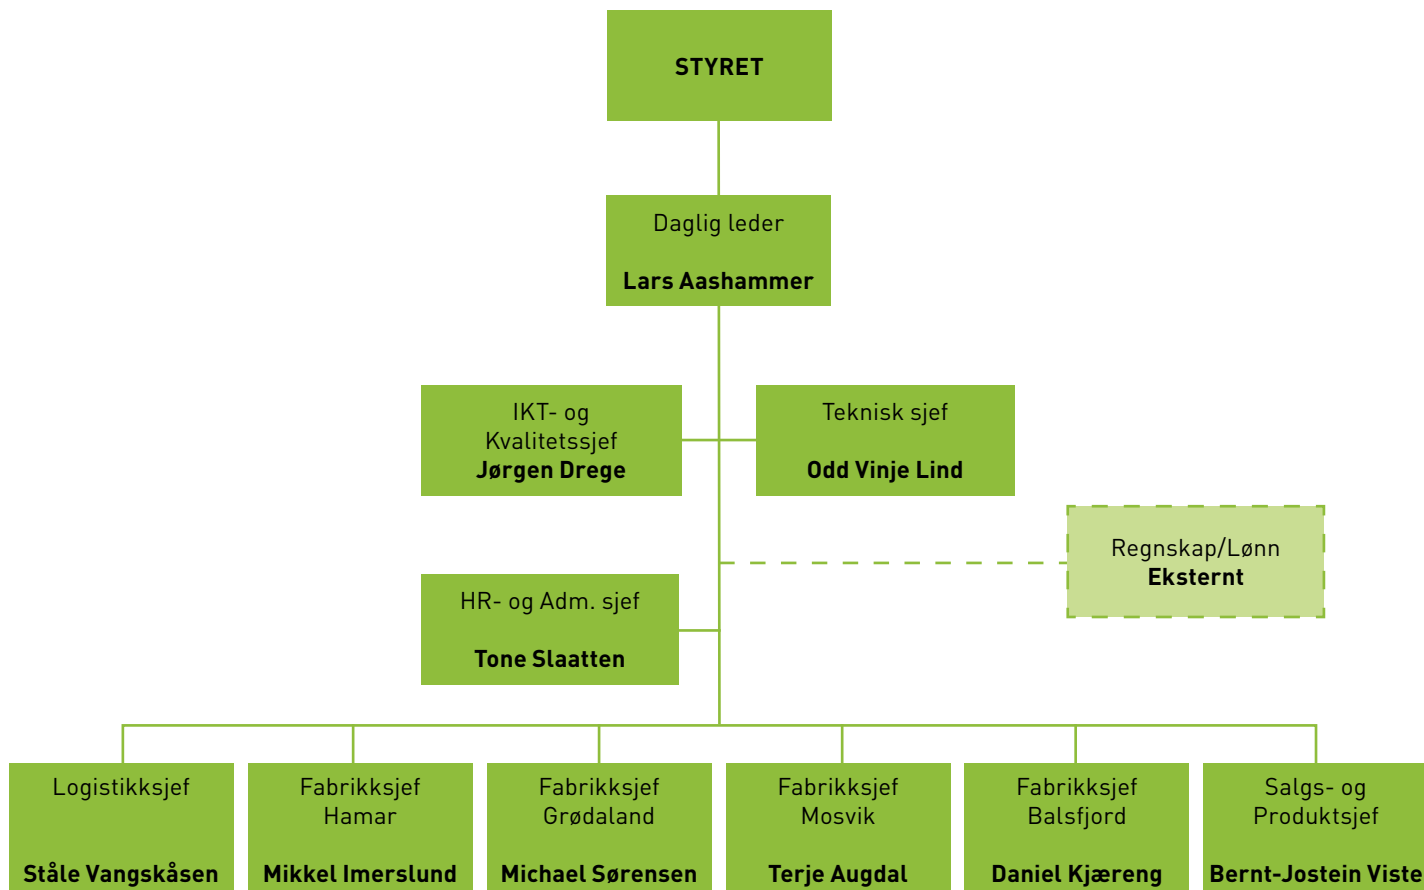 STYRET
Daglig leder
Lars Aashammer
IKT- og
Kvalitetssjef
Jørgen Drege
Teknisk sjef
Odd Vinje Lind
Regnskap/Lønn
Eksternt
HR- og Adm. sjef
Tone Slaatten
Logistikksjef
Ståle Vangskåsen
Fabrikksjef
Hamar
Mikkel Imerslund
Fabrikksjef
Grødaland
Michael Sørensen
Fabrikksjef
Mosvik
Terje Augdal
Fabrikksjef
Balsfjord
Daniel Kjæreng
Salgs- og
Produktsjef
Bernt-Jostein Viste